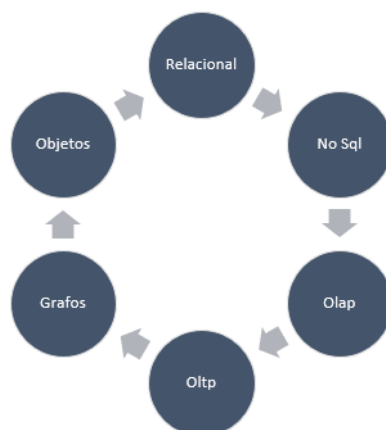 Relacional
No Sql
Olap
Oltp
Grafos
Objetos